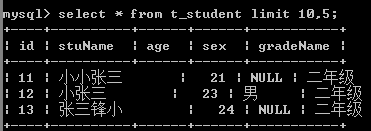 mysql> select * from t_student limit 10,5;
+----+----------+------+------+-----------+
| id | stuName | age | sex | gradeName |
+----+----------+------+------+-----------+
| 11 | 小小张三 | 21 | NULL | 二年级
| 12 | 小张三 | 23 | 男 | 二年级
| 13 | 张三锋小 | 24 | NULL | 二年级